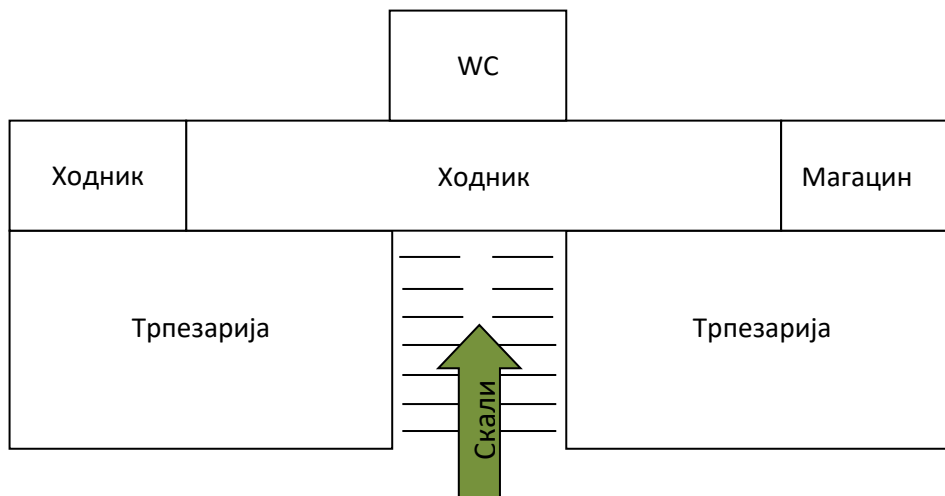 WC
Ходник
Ходник
Магацин
Трпезарија
Трпезарија
Скали